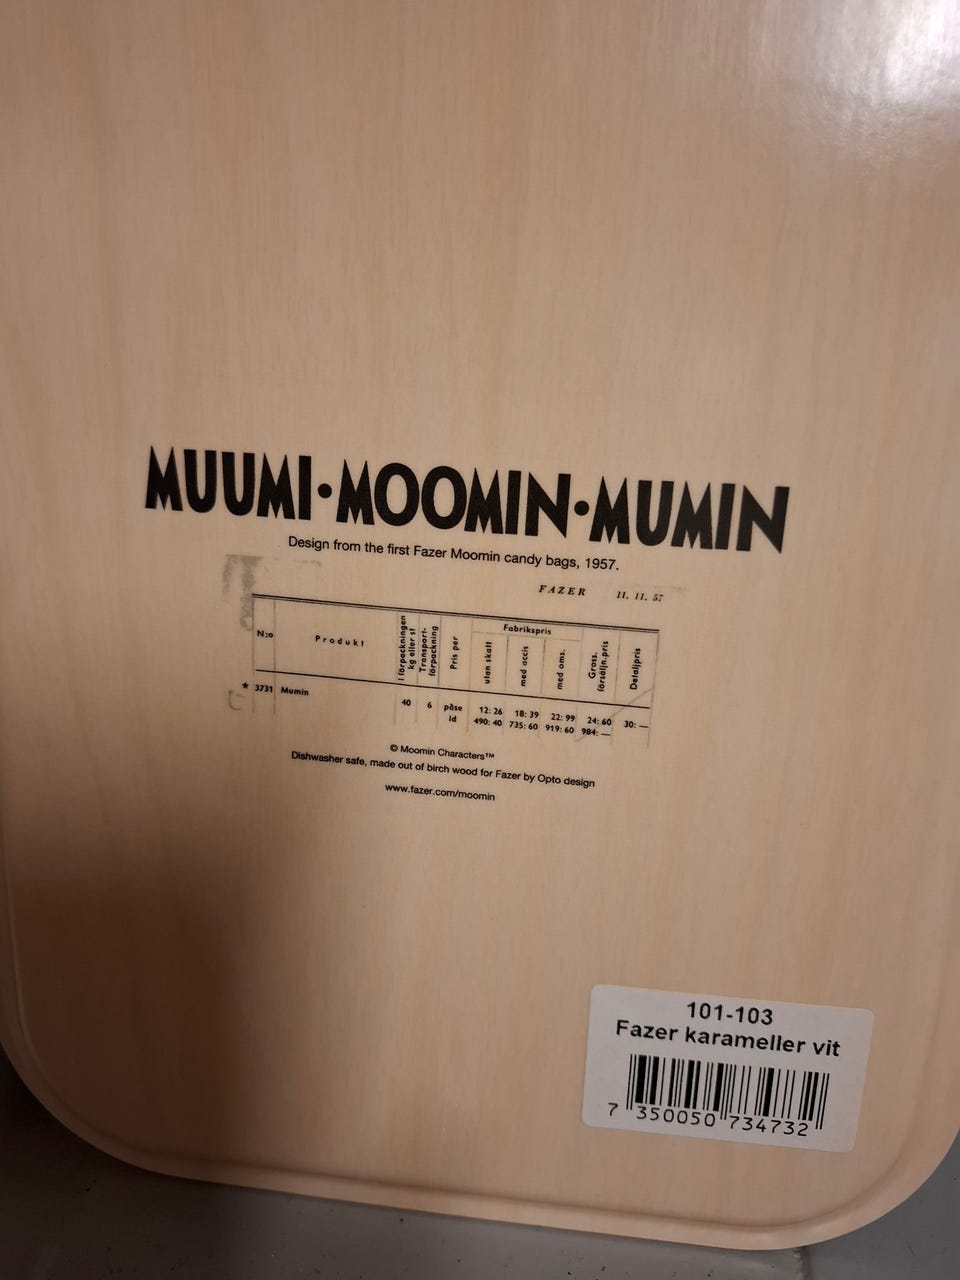 MUUMI•MOOMIN•MUMIN
Design from the first Fazer Moomin candy bags, 1957.
FAZER 11. 11. 57
N:o Produkt I förpackningen kg eller st Transport-förpackning Pris per Fabrikspris utan skatt med accis med oms. Gross. försäljn.pris Detaljpris
* 3731 Mumin 40 6 påse 12: 26 18: 39 22: 99 24: 60 30: —
ld 490: 40 735: 60 919: 60 984: —
© Moomin Characters™
Dishwasher safe, made out of birch wood for Fazer by Opto design
www.fazer.com/moomin
101-103
Fazer karameller vit
7 350050 734732